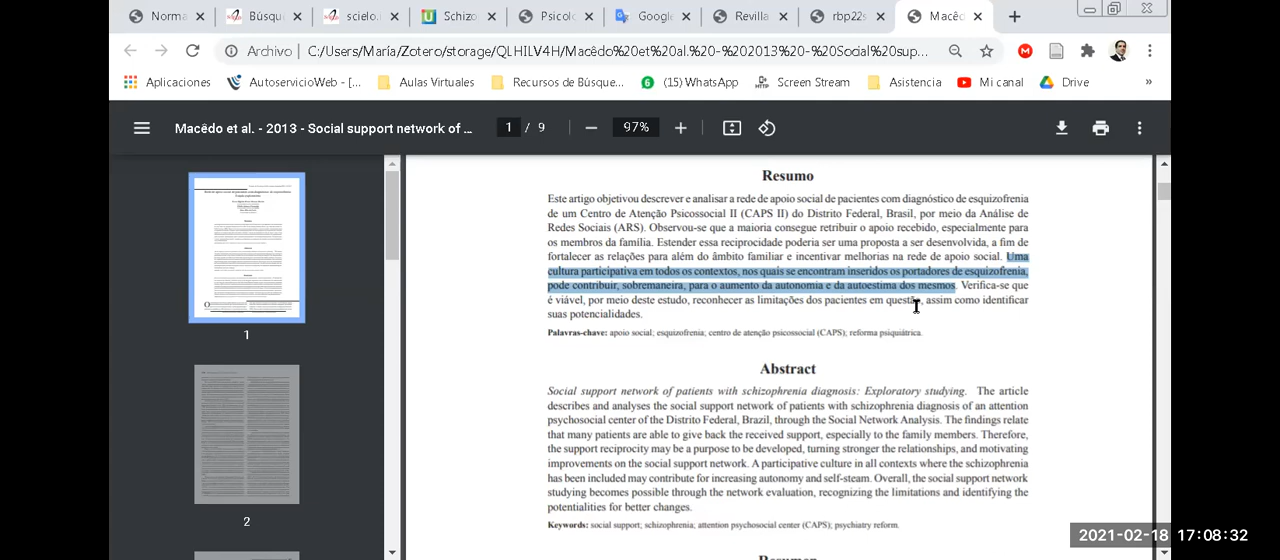 Norma
Búsqu
scielo.
Schizo
Psicolo
Google
Revilla
rbp22s
Macêd
Archivo | C:/Users/María/Zotero/storage/QLHILV4H/Macêdo%20et%20al.%20-%202013%20-%20Social%20sup...
Aplicaciones
AutoservicioWeb - [...
Aulas Virtuales
Recursos de Búsque...
(15) WhatsApp
Screen Stream
Asistencia
Mi canal
Drive
»
Macêdo et al. - 2013 - Social support network of ...
1 / 9
97%
1
2
Resumo
Este artigo objetivou descrever e analisar a rede de apoio social de pacientes com diagnóstico de esquizofrenia
de um Centro de Atenção Psicossocial II (CAPS II) do Distrito Federal, Brasil, por meio da Análise de
Redes Sociais (ARS). Observou-se que a maioria consegue retribuir o apoio recebido, especialmente para
os membros da família. Estender essa reciprocidade poderia ser uma proposta a ser desenvolvida, a fim de
fortalecer as relações para além do âmbito familiar e incentivar melhorias na rede de apoio social. Uma
cultura participativa em todos os contextos, nos quais se encontram inseridos os portadores de esquizofrenia,
pode contribuir, sobremaneira, para o aumento da autonomia e da autoestima dos mesmos. Verifica-se que
é viável, por meio deste estudo, reconhecer as limitações dos pacientes em questão, assim como identificar
suas potencialidades.
Palavras-chave: apoio social; esquizofrenia; centro de atenção psicossocial (CAPS); reforma psiquiátrica.
Abstract
Social support network of patients with schizophrenia diagnosis: Exploratory studying. The article
describes and analyses the social support network of patients with schizophrenia diagnosis of an attention
psychosocial center of the Distrito Federal, Brazil, through the Social Network Analysis. The findings relate
that many patients are able to give back the received support, especially to the family members. Therefore,
the support reciprocity may be a purpose to be developed, turning stronger the relationships, and motivating
improvements on the social support network. A participative culture in all contexts where the schizophrenia
has been included may contribute for increasing autonomy and self-steam. Overall, the social support network
studying becomes possible through the network evaluation, recognizing the limitations and identifying the
potentialities for better changes.
Keywords: social support; schizophrenia; attention psychosocial center (CAPS); psychiatry reform.
2021-02-18 17:08:32